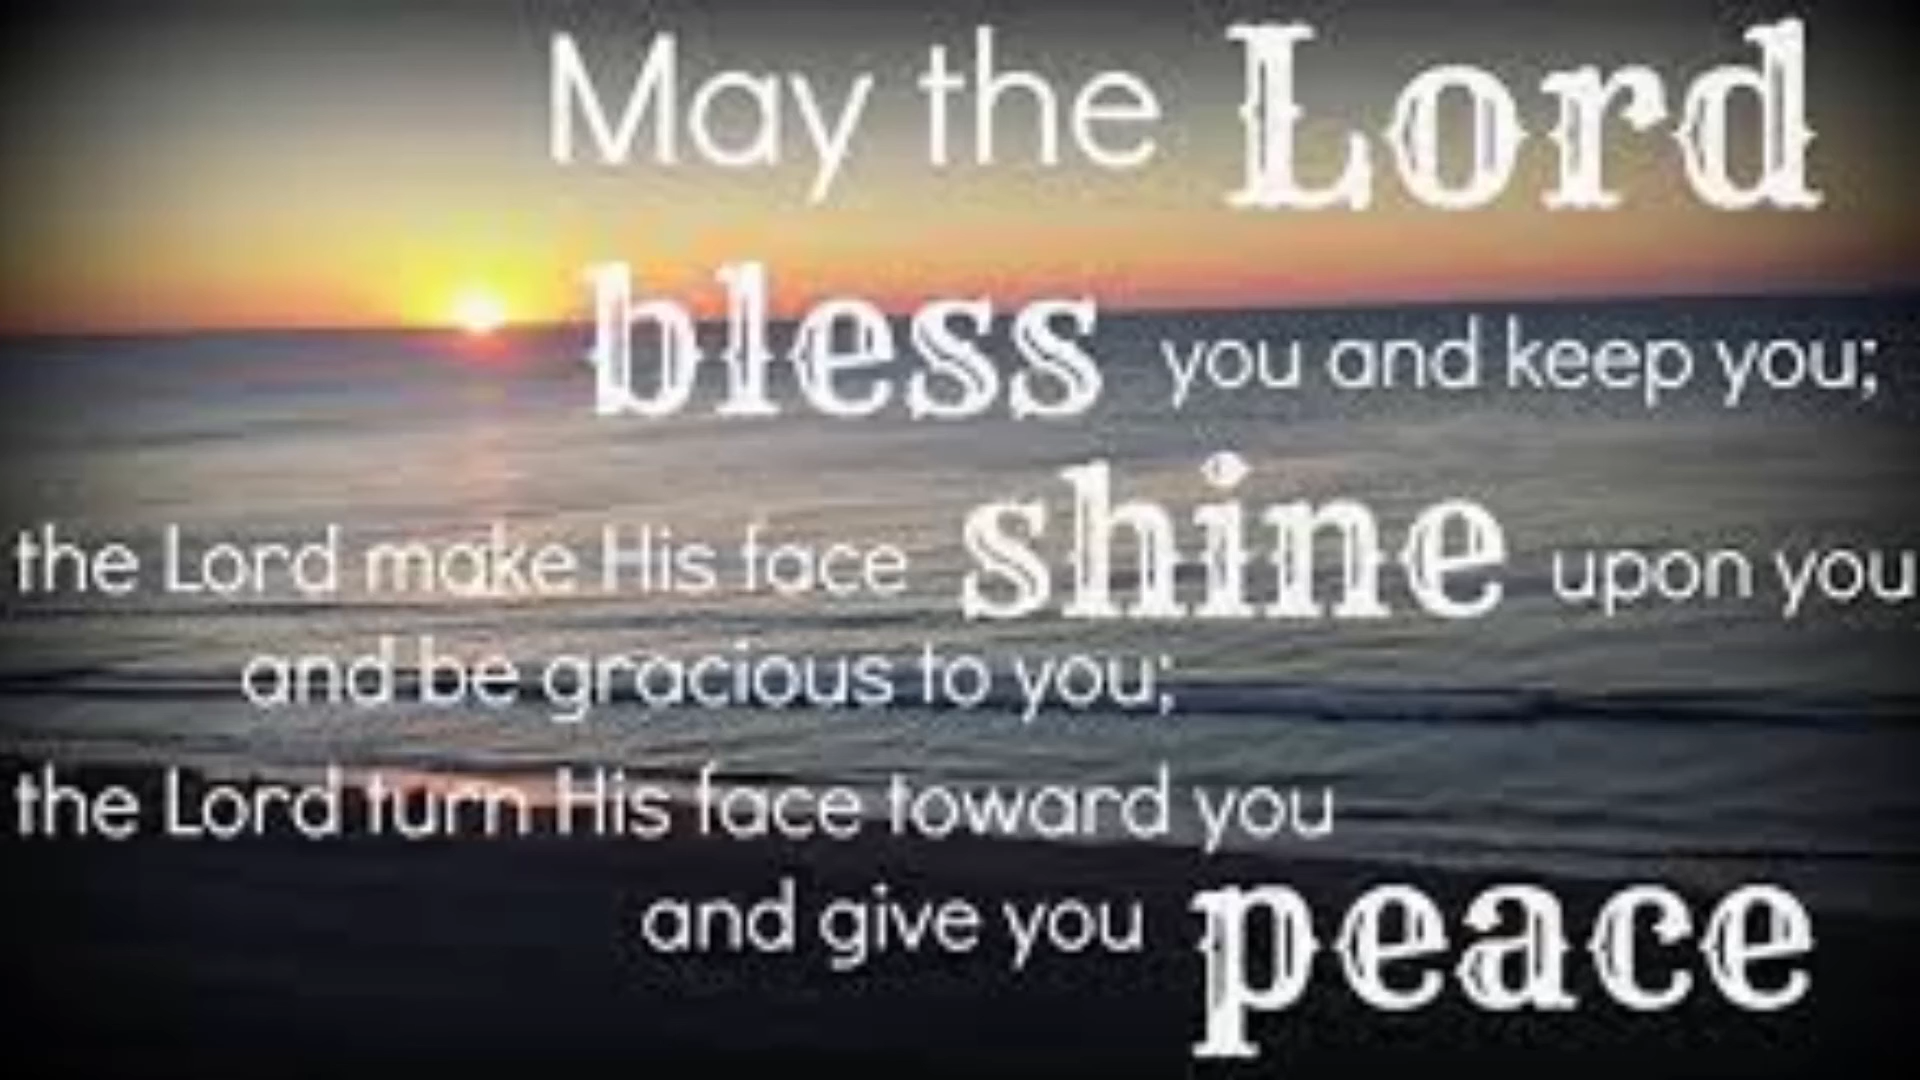 May the Lord
bless you and keep you;
the Lord make His face shine upon you
and be gracious to you;
the Lord turn His face toward you
and give you peace